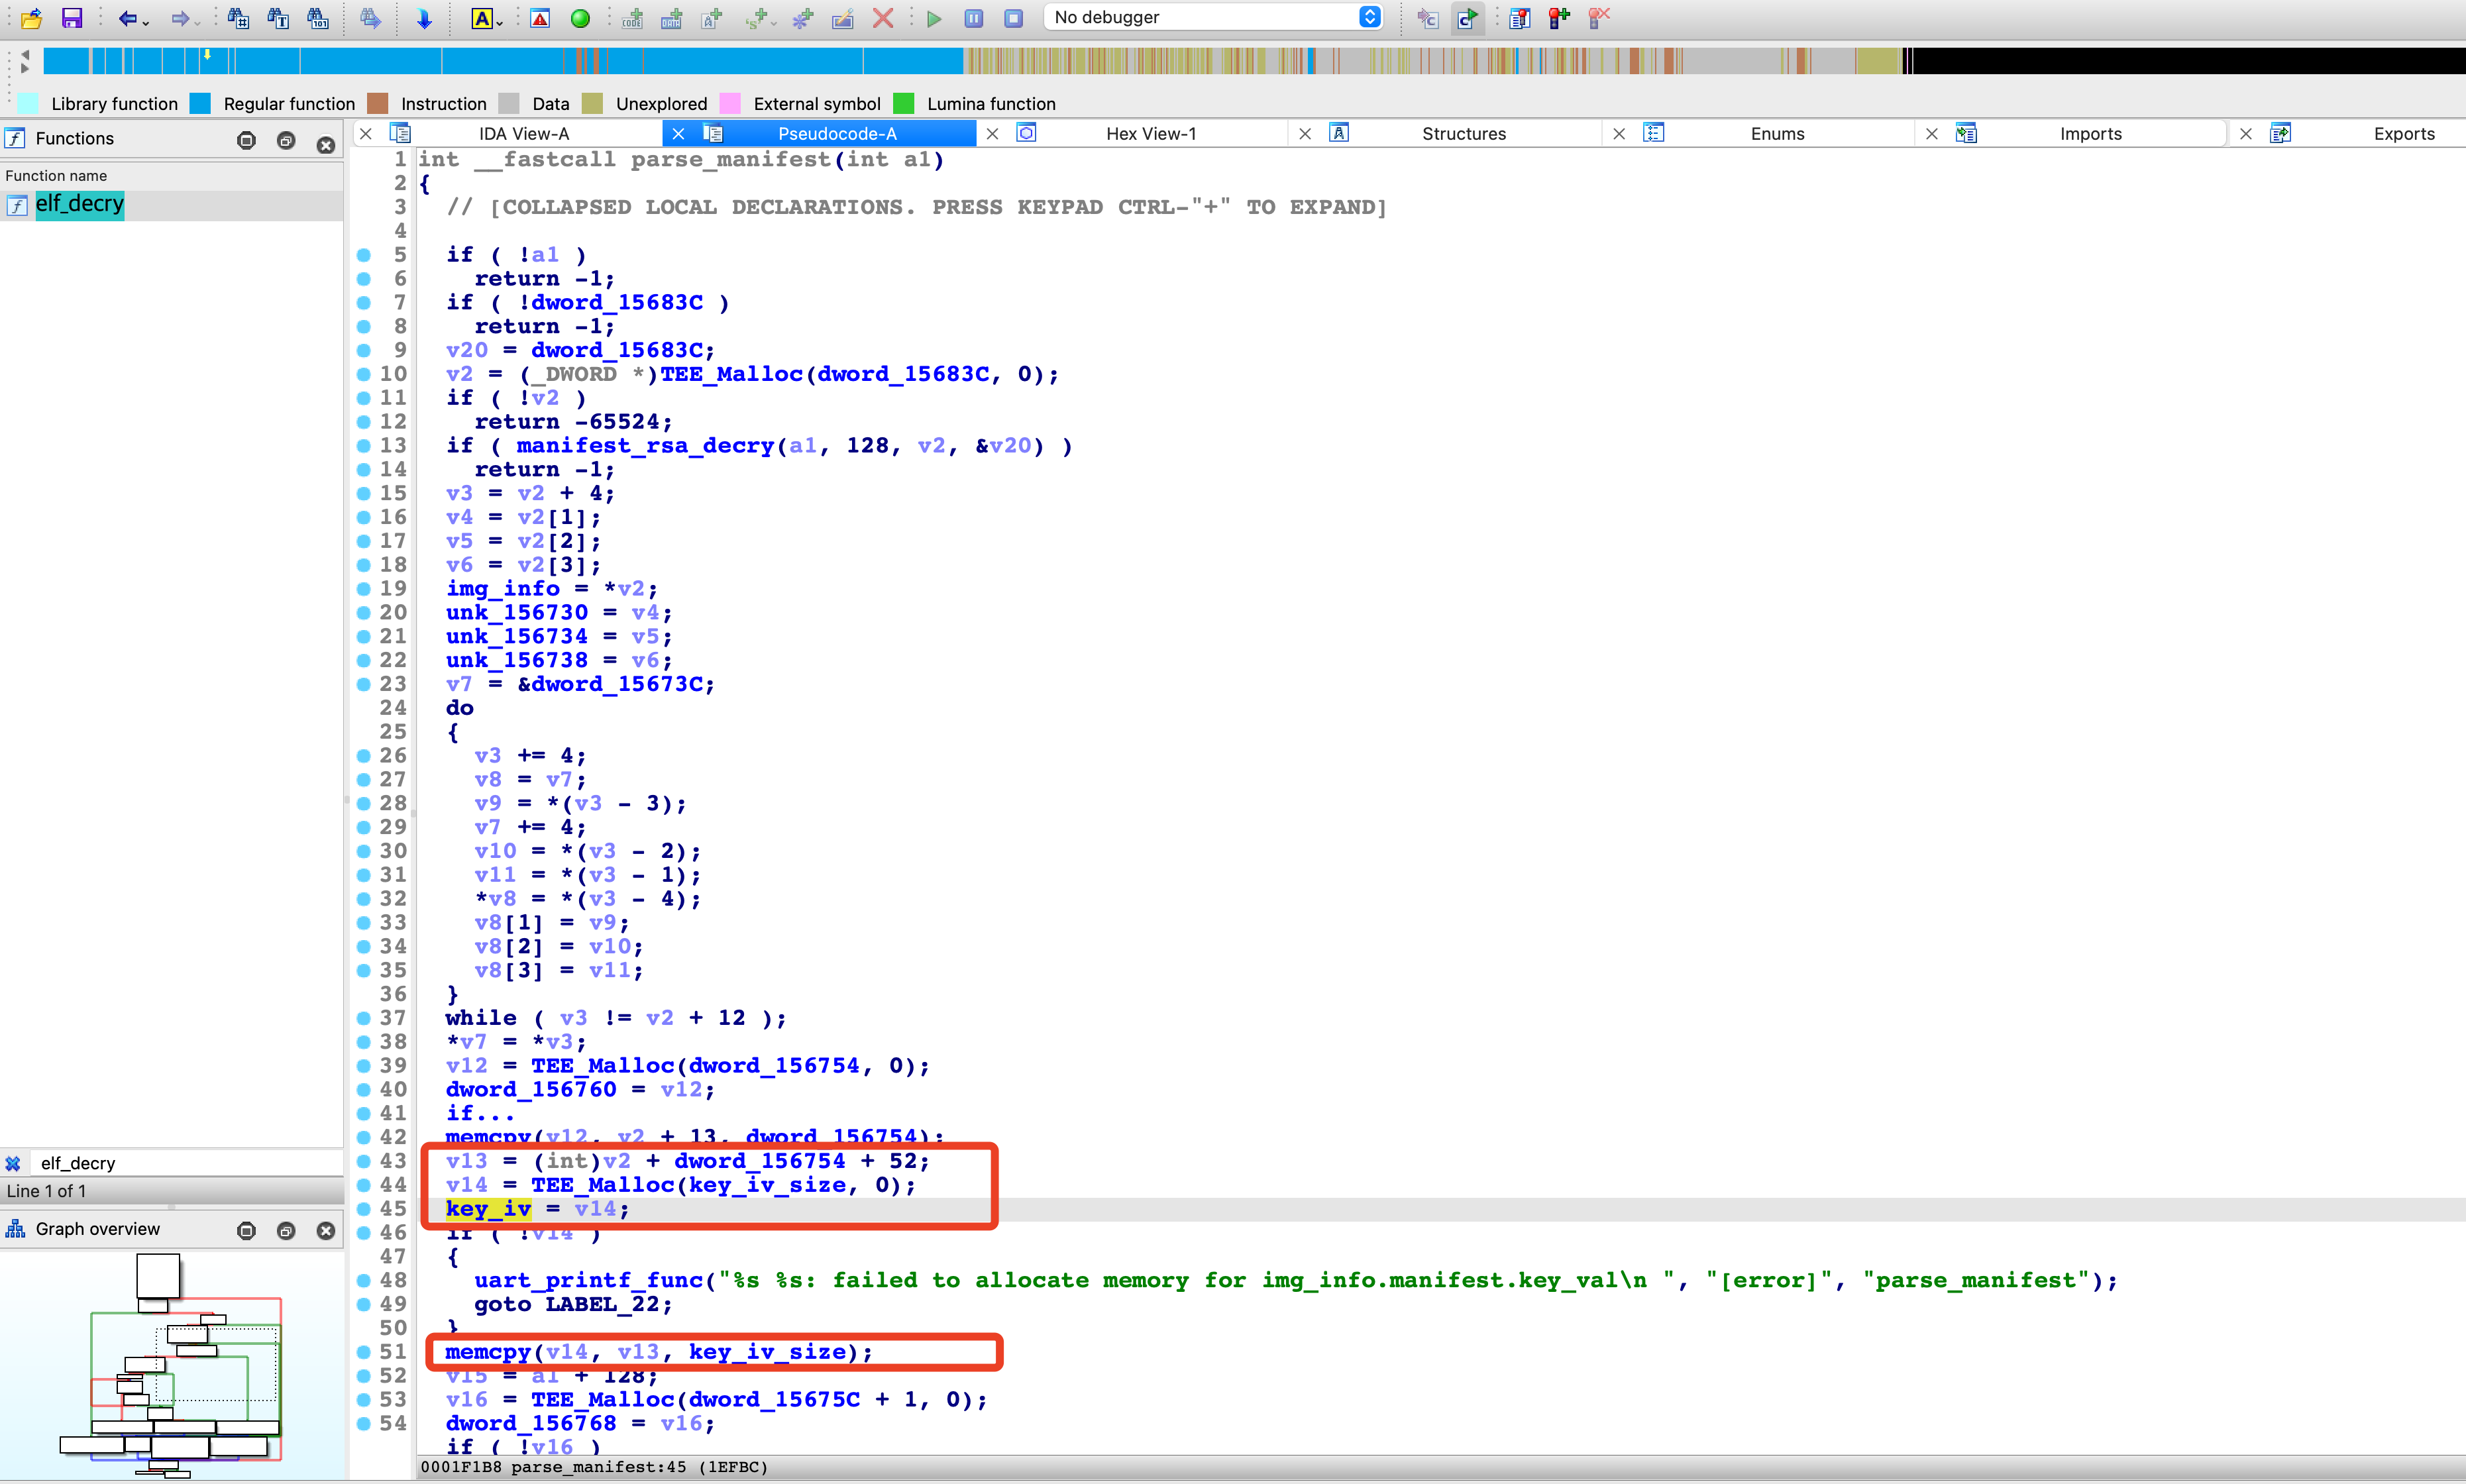 No debugger
Library function Regular function Instruction Data Unexplored External symbol Lumina function
Functions
IDA View-A Pseudocode-A Hex View-1 Structures Enums Imports Exports
Function name
elf_decry
1 int __fastcall parse_manifest(int a1)
2 {
3 // [COLLAPSED LOCAL DECLARATIONS. PRESS KEYPAD CTRL-"+" TO EXPAND]
4
5 if ( !a1 )
6 return -1;
7 if ( !dword_15683C )
8 return -1;
9 v20 = dword_15683C;
10 v2 = (_DWORD *)TEE_Malloc(dword_15683C, 0);
11 if ( !v2 )
12 return -65524;
13 if ( manifest_rsa_decry(a1, 128, v2, &v20) )
14 return -1;
15 v3 = v2 + 4;
16 v4 = v2[1];
17 v5 = v2[2];
18 v6 = v2[3];
19 img_info = *v2;
20 unk_156730 = v4;
21 unk_156734 = v5;
22 unk_156738 = v6;
23 v7 = &dword_15673C;
24 do
25 {
26 v3 += 4;
27 v8 = v7;
28 v9 = *(v3 - 3);
29 v7 += 4;
30 v10 = *(v3 - 2);
31 v11 = *(v3 - 1);
32 *v8 = *(v3 - 4);
33 v8[1] = v9;
34 v8[2] = v10;
35 v8[3] = v11;
36 }
37 while ( v3 != v2 + 12 );
38 *v7 = *v3;
39 v12 = TEE_Malloc(dword_156754, 0);
40 dword_156760 = v12;
41 if...
42 memcpy(v12, v2 + 13, dword_156754);
43 v13 = (int)v2 + dword_156754 + 52;
44 v14 = TEE_Malloc(key_iv_size, 0);
45 key_iv = v14;
46 if ( !v14 )
47 {
48 uart_printf_func("%s %s: failed to allocate memory for img_info.manifest.key_val\n ", "[error]", "parse_manifest");
49 goto LABEL_22;
50 }
51 memcpy(v14, v13, key_iv_size);
52 v15 = a1 + 128;
53 v16 = TEE_Malloc(dword_15675C + 1, 0);
54 dword_156768 = v16;
if ( !v16 )
elf_decry
Line 1 of 1
Graph overview
0001F1B8 parse_manifest:45 (1EFBC)